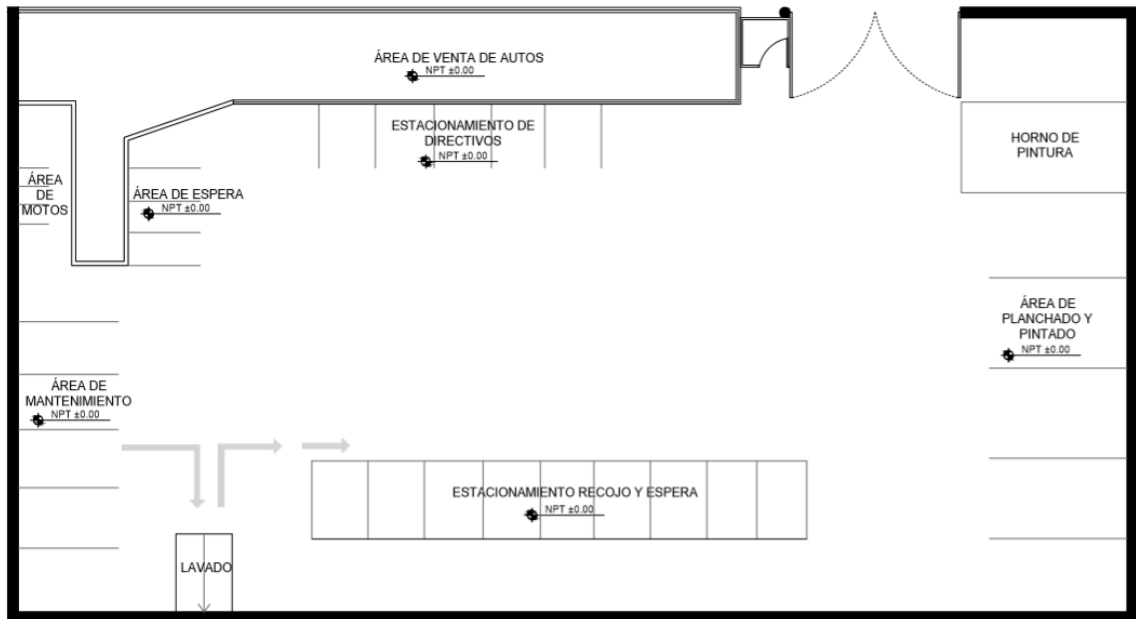 ÁREA DE VENTA DE AUTOS
NPT ±0.00
ESTACIONAMIENTO DE
DIRECTIVOS
NPT ±0.00
HORNO DE
PINTURA
ÁREA
DE
MOTOS
ÁREA DE ESPERA
NPT ±0.00
ÁREA DE
PLANCHADO Y
PINTADO
NPT ±0.00
ÁREA DE
MANTENIMIENTO
NPT ±0.00
ESTACIONAMIENTO RECOJO Y ESPERA
NPT ±0.00
LAVADO